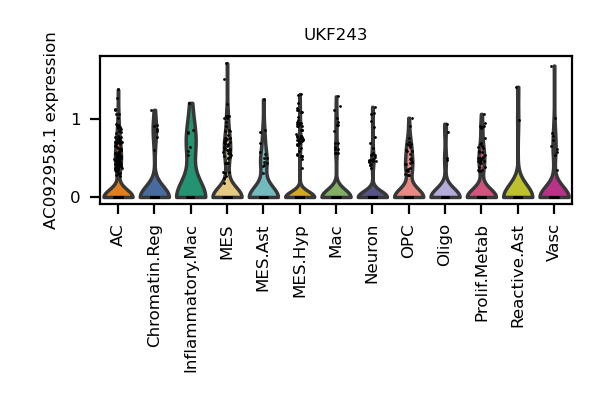 UKF243
AC092958.1 expression
1
0
AC
Chromatin.Reg
Inflammatory.Mac
MES
MES.Ast
MES.Hyp
Mac
Neuron
OPC
Oligo
Prolif.Metab
Reactive.Ast
Vasc